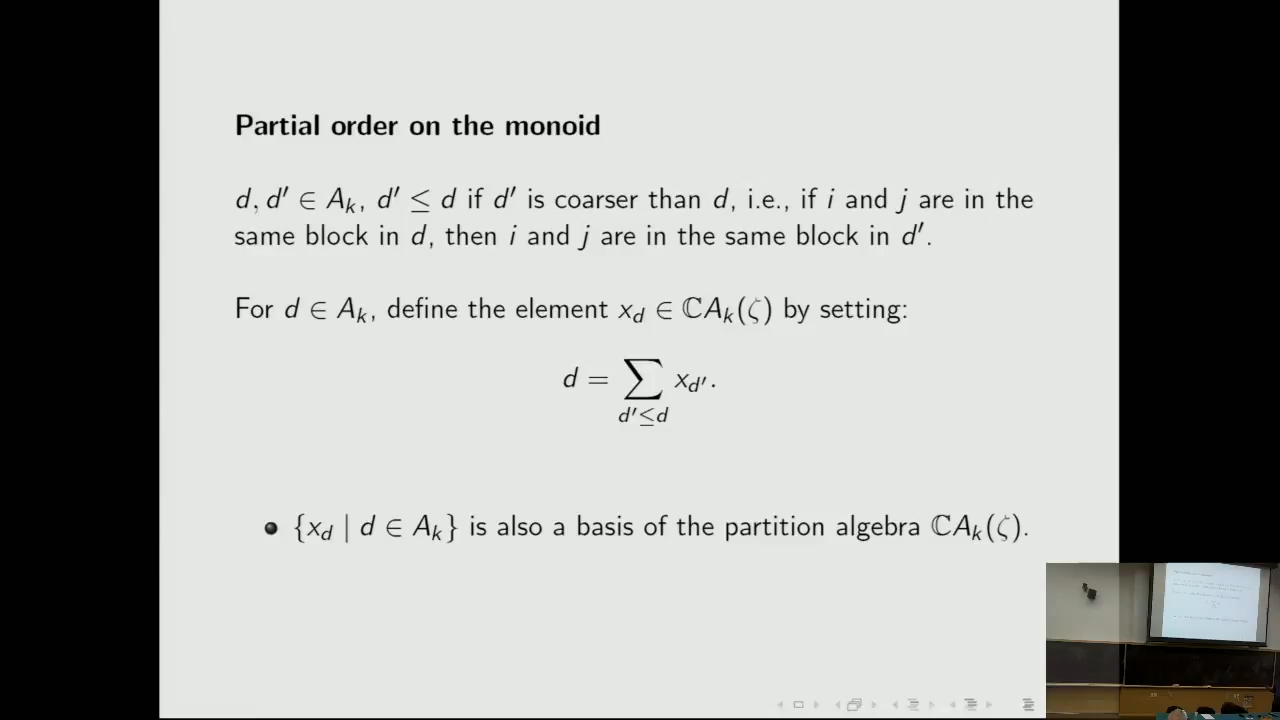 Partial order on the monoid
d, d′ ∈ A_k, d′ ≤ d if d′ is coarser than d, i.e., if i and j are in the
same block in d, then i and j are in the same block in d′.
For d ∈ A_k, define the element x_d ∈ ℂA_k(ζ) by setting:
d = ∑_{d′≤d} x_{d′}.
• {x_d | d ∈ A_k} is also a basis of the partition algebra ℂA_k(ζ).